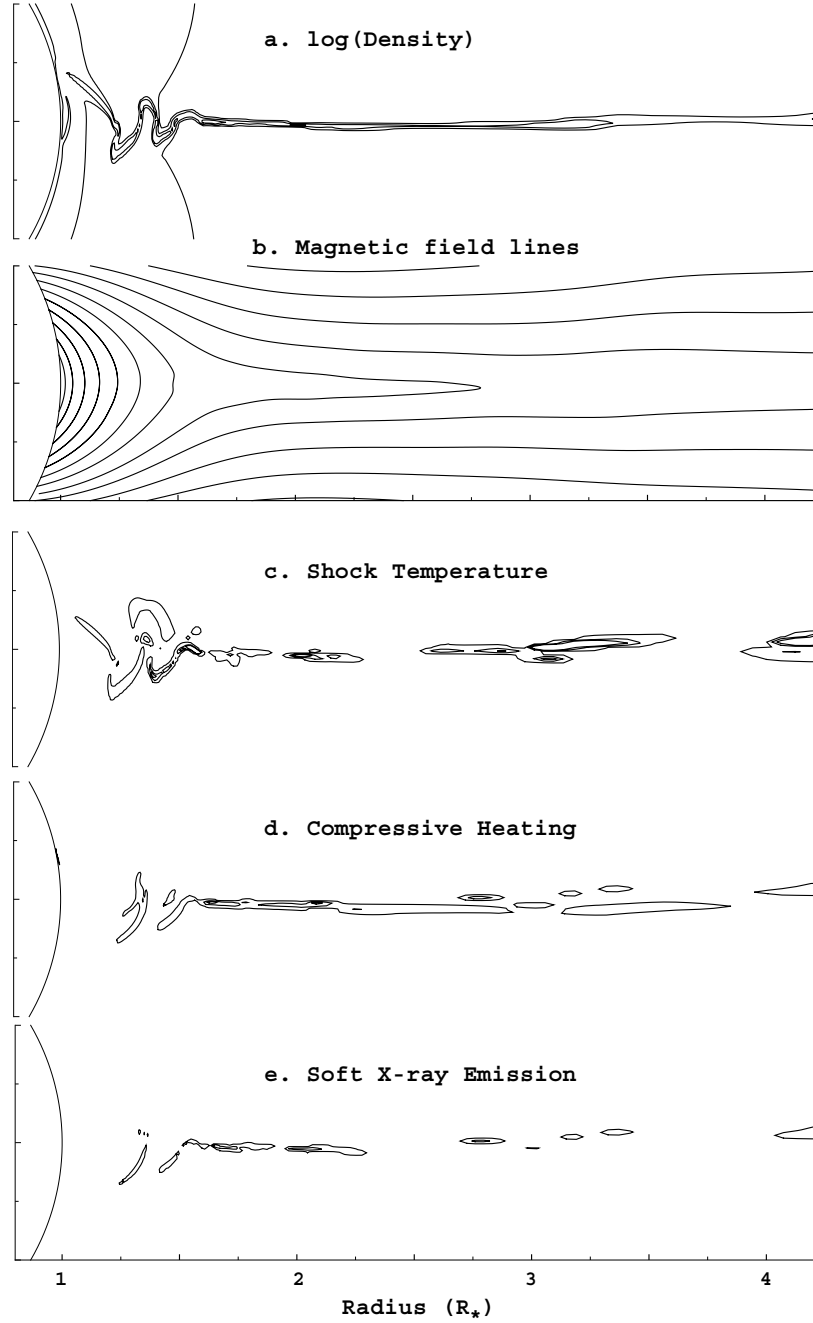 a. log(Density)
b. Magnetic field lines
c. Shock Temperature
d. Compressive Heating
e. Soft X-ray Emission
1 2 3 4
Radius (R*)